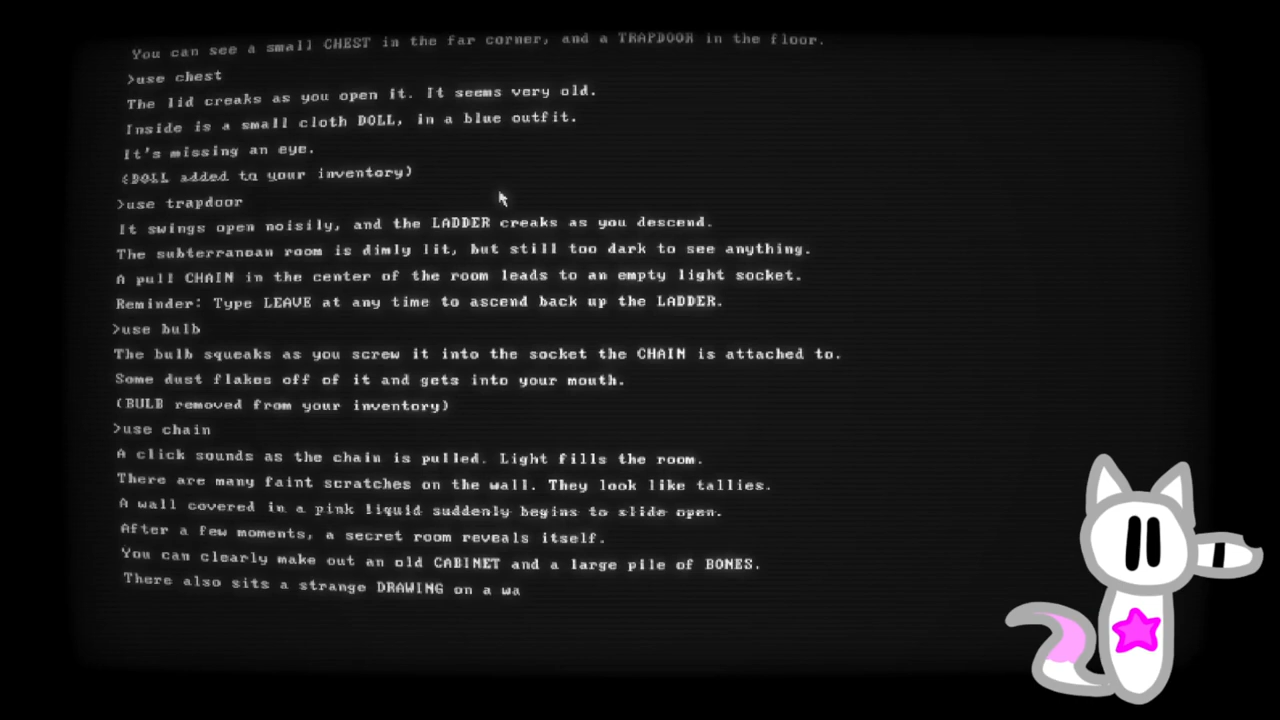 You can see a small CHEST in the far corner, and a TRAPDOOR in the floor.
>use chest
The lid creaks as you open it. It seems very old.
Inside is a small cloth DOLL, in a blue outfit.
It's missing an eye.
(DOLL added to your inventory)
>use trapdoor
It swings open noisily, and the LADDER creaks as you descend.
The subterranean room is dimly lit, but still too dark to see anything.
A pull CHAIN in the center of the room leads to an empty light socket.
Reminder: Type LEAVE at any time to ascend back up the LADDER.
>use bulb
The bulb squeaks as you screw it into the socket the CHAIN is attached to.
Some dust flakes off of it and gets into your mouth.
(BULB removed from your inventory)
>use chain
A click sounds as the chain is pulled. Light fills the room.
There are many faint scratches on the wall. They look like tallies.
A wall covered in a pink liquid suddenly begins to slide open.
After a few moments, a secret room reveals itself.
You can clearly make out an old CABINET and a large pile of BONES.
There also sits a strange DRAWING on a wa